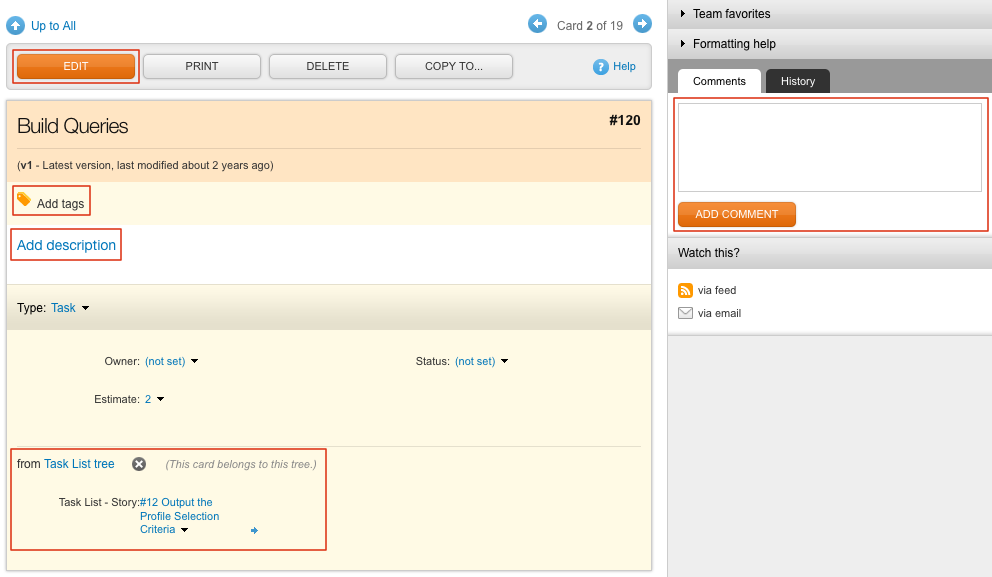 Up to All
Card 2 of 19
EDIT
PRINT
DELETE
COPY TO...
? Help
Build Queries
#120
(v1 - Latest version, last modified about 2 years ago)
Add tags
Add description
Type: Task
Owner: (not set)
Status: (not set)
Estimate: 2
from Task List tree
(This card belongs to this tree.)
Task List - Story: #12 Output the
Profile Selection
Criteria
Team favorites
Formatting help
Comments
History
ADD COMMENT
Watch this?
via feed
via email